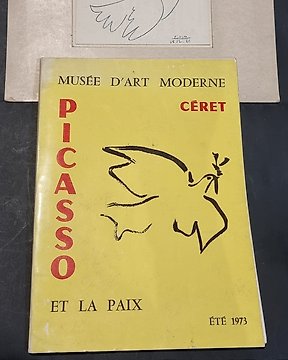 MUSÉE D'ART MODERNE
CÉRET
PICASSO
ET LA PAIX
ÉTÉ 1973